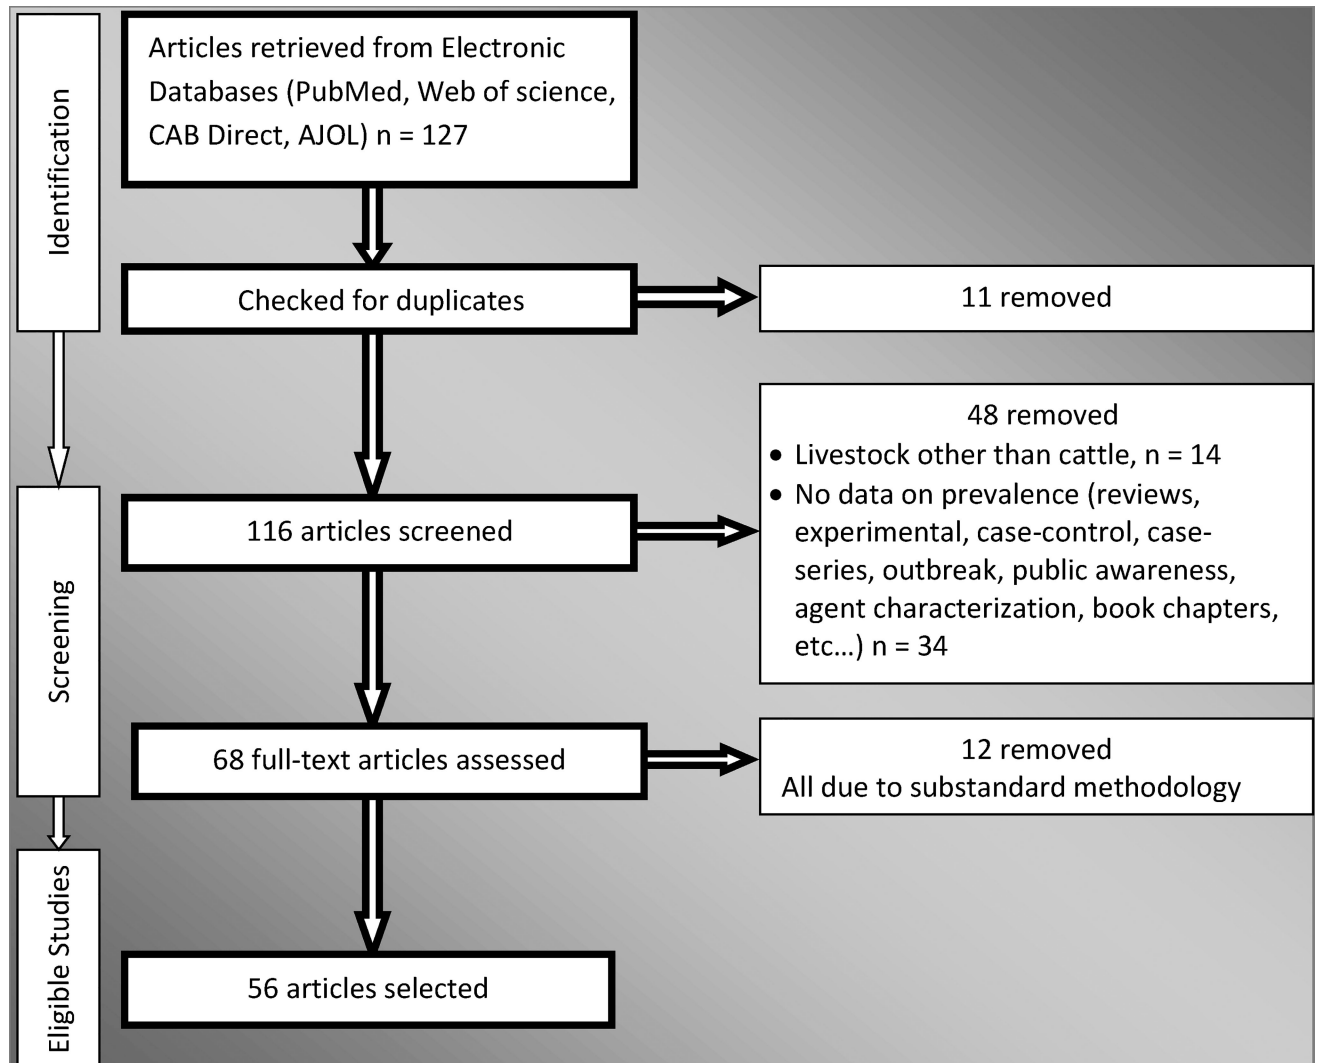 Identification
Articles retrieved from Electronic
Databases (PubMed, Web of science,
CAB Direct, AJOL) n = 127
Checked for duplicates
11 removed
Screening
116 articles screened
48 removed
• Livestock other than cattle, n = 14
• No data on prevalence (reviews,
experimental, case-control, case-
series, outbreak, public awareness,
agent characterization, book chapters,
etc...) n = 34
68 full-text articles assessed
12 removed
All due to substandard methodology
Eligible Studies
56 articles selected